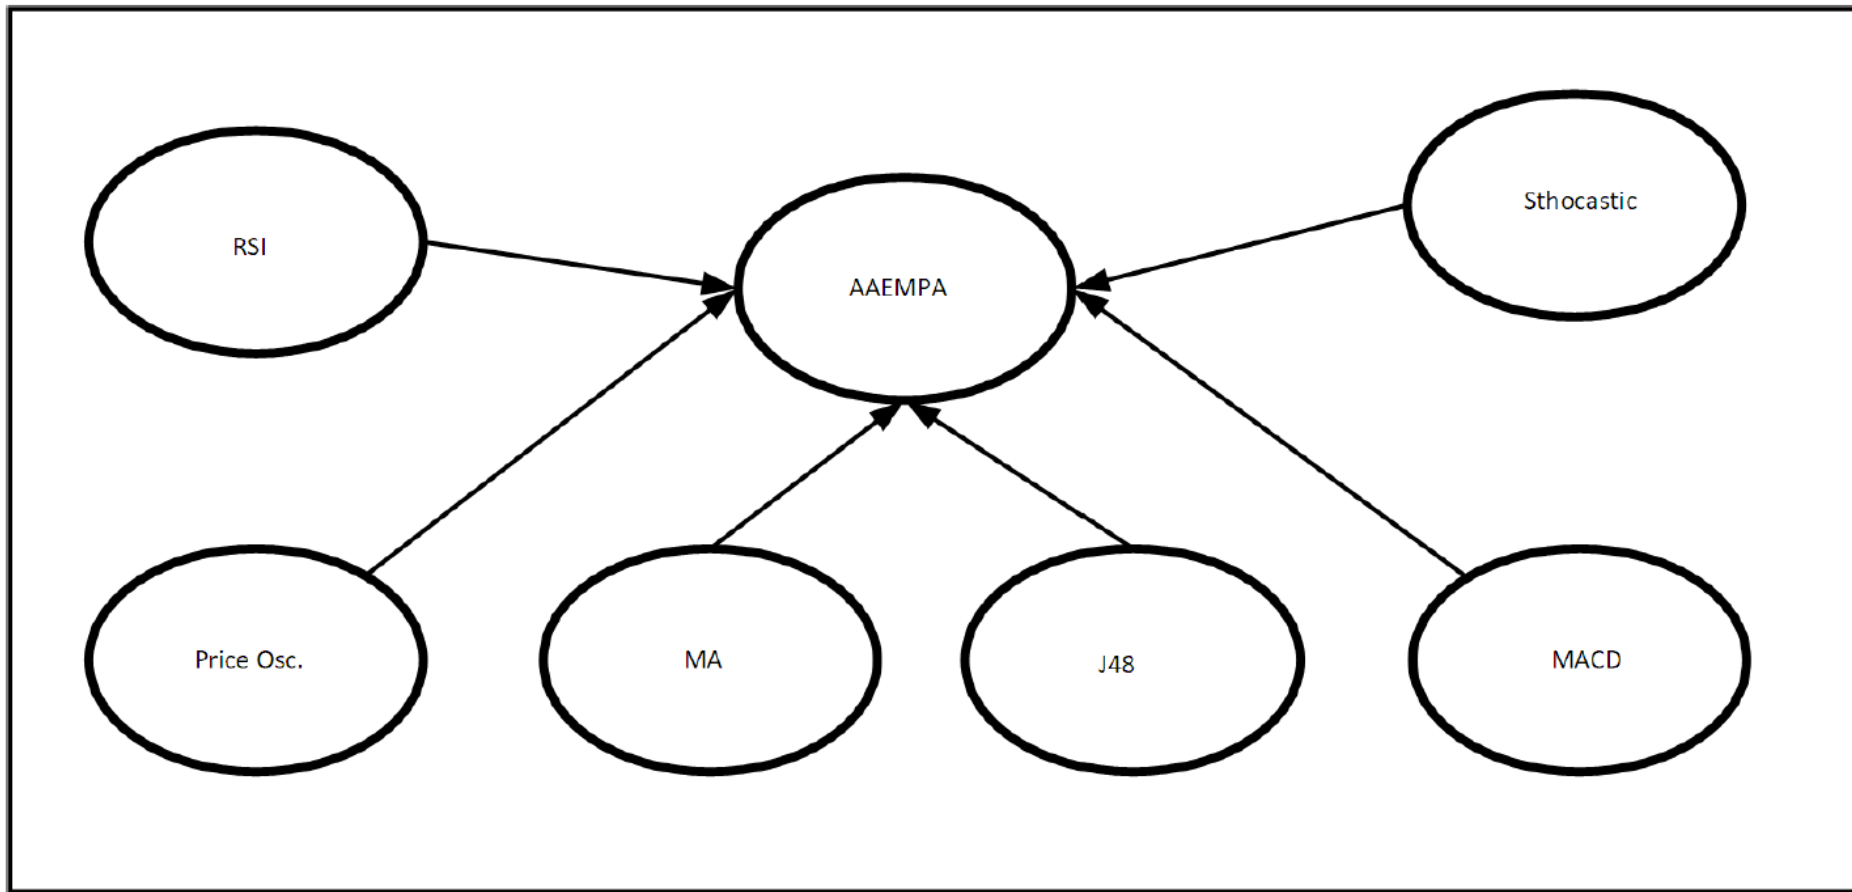 Sthocastic
RSI
AAEMPA
Price Osc.
MA
J48
MACD